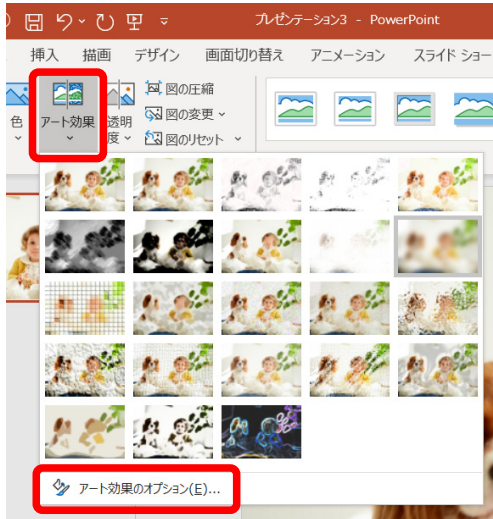 プレゼンテーション3 - PowerPoint
挿入 描画 デザイン 画面切り替え アニメーション スライド ショー
色 アート効果 透明度
図の圧縮
図の変更
図のリセット
アート効果のオプション(E)...